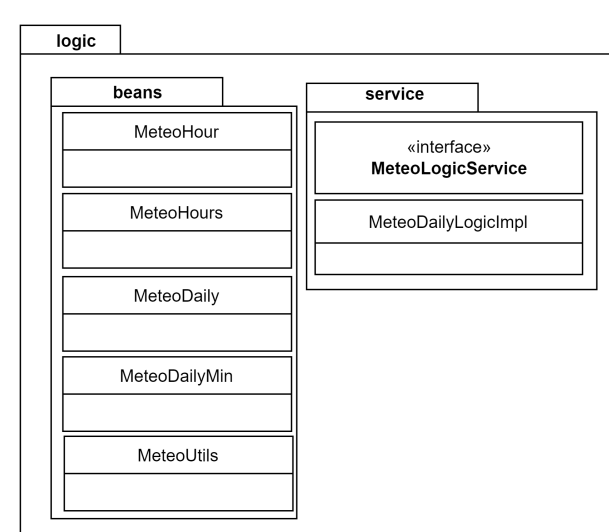 logic
beans
MeteoHour
MeteoHours
MeteoDaily
MeteoDailyMin
MeteoUtils
service
«interface»
MeteoLogicService
MeteoDailyLogicImpl